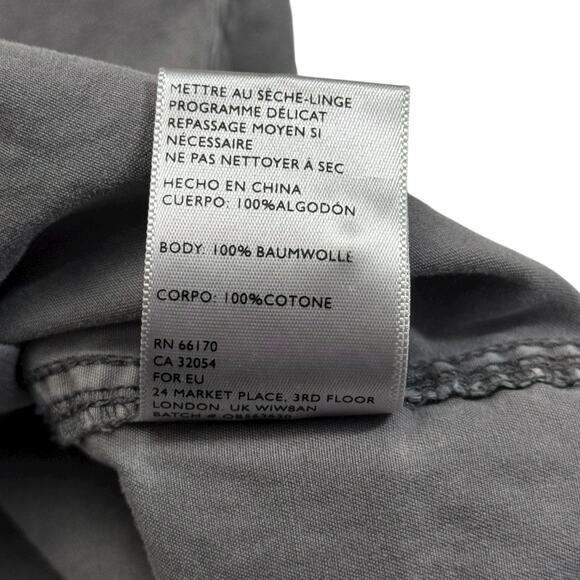 METTRE AU SÈCHE-LINGE
PROGRAMME DÉLICAT
REPASSAGE MOYEN SI
NÉCESSAIRE
NE PAS NETTOYER À SEC
HECHO EN CHINA
CUERPO: 100%ALGODÓN
BODY: 100% BAUMWOLLE
CORPO: 100%COTONE
RN 66170
CA 32054
FOR EU
24 MARKET PLACE, 3RD FLOOR
LONDON. UK W1W8AN
BATCH #